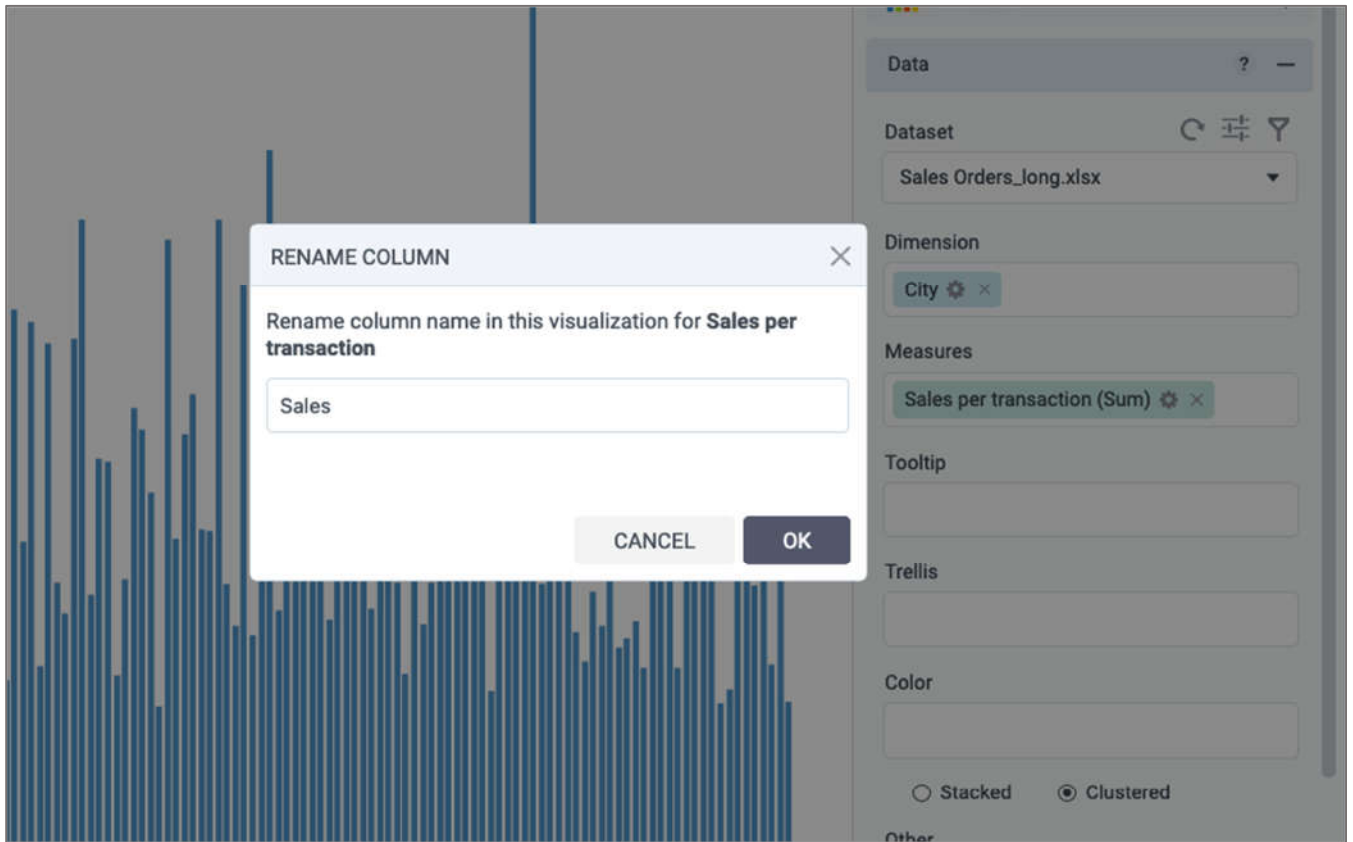 Data ? —
Dataset
Sales Orders_long.xlsx
Dimension
City
Measures
Sales per transaction (Sum)
Tooltip
Trellis
Color
Stacked Clustered
Other
RENAME COLUMN
Rename column name in this visualization for Sales per
transaction
Sales
CANCEL OK